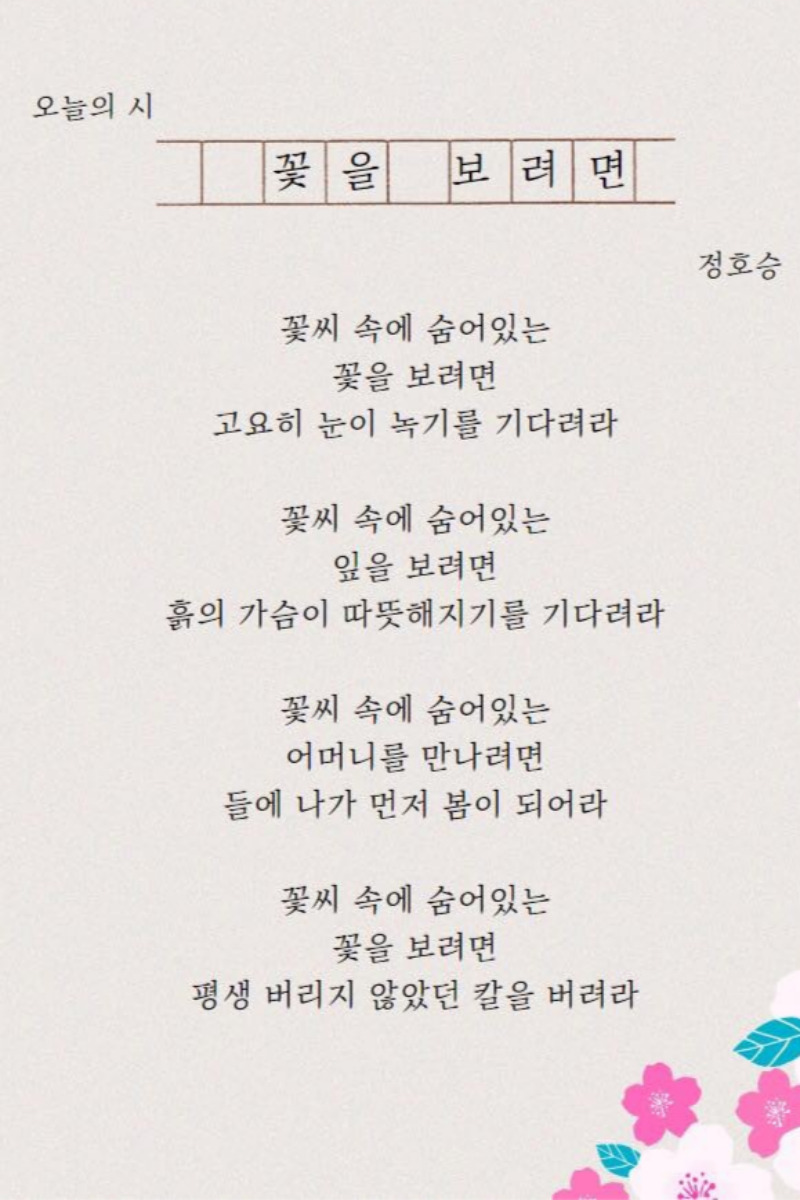 오늘의 시
꽃을 보려면
정호승
꽃씨 속에 숨어있는
꽃을 보려면
고요히 눈이 녹기를 기다려라
꽃씨 속에 숨어있는
잎을 보려면
흙의 가슴이 따뜻해지기를 기다려라
꽃씨 속에 숨어있는
어머니를 만나려면
들에 나가 먼저 봄이 되어라
꽃씨 속에 숨어있는
꽃을 보려면
평생 버리지 않았던 칼을 버려라